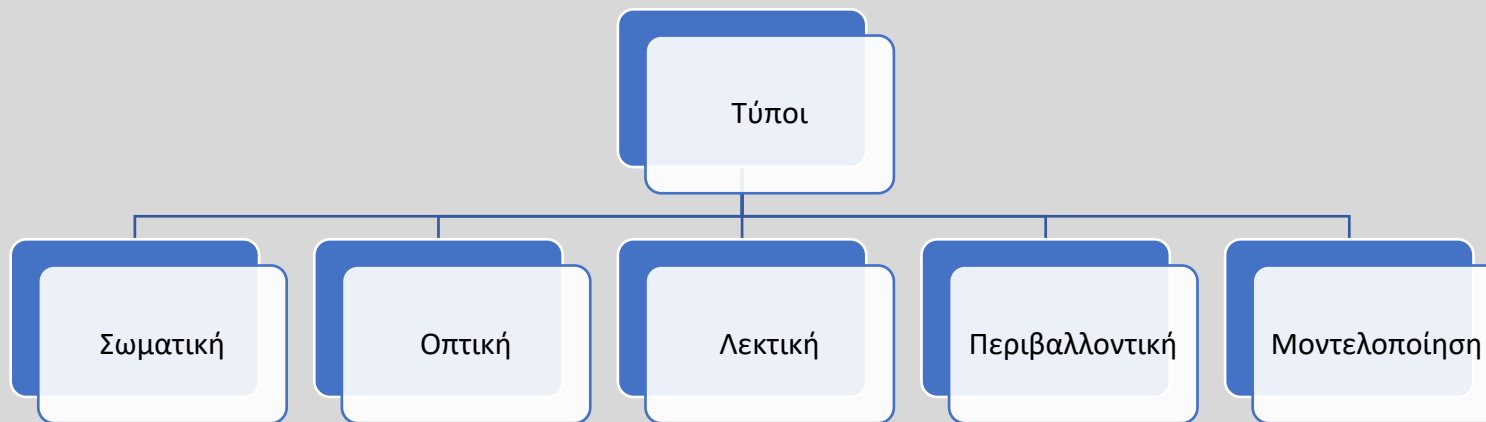 Τύποι
Σωματική
Οπτική
Λεκτική
Περιβαλλοντική
Μοντελοποίηση